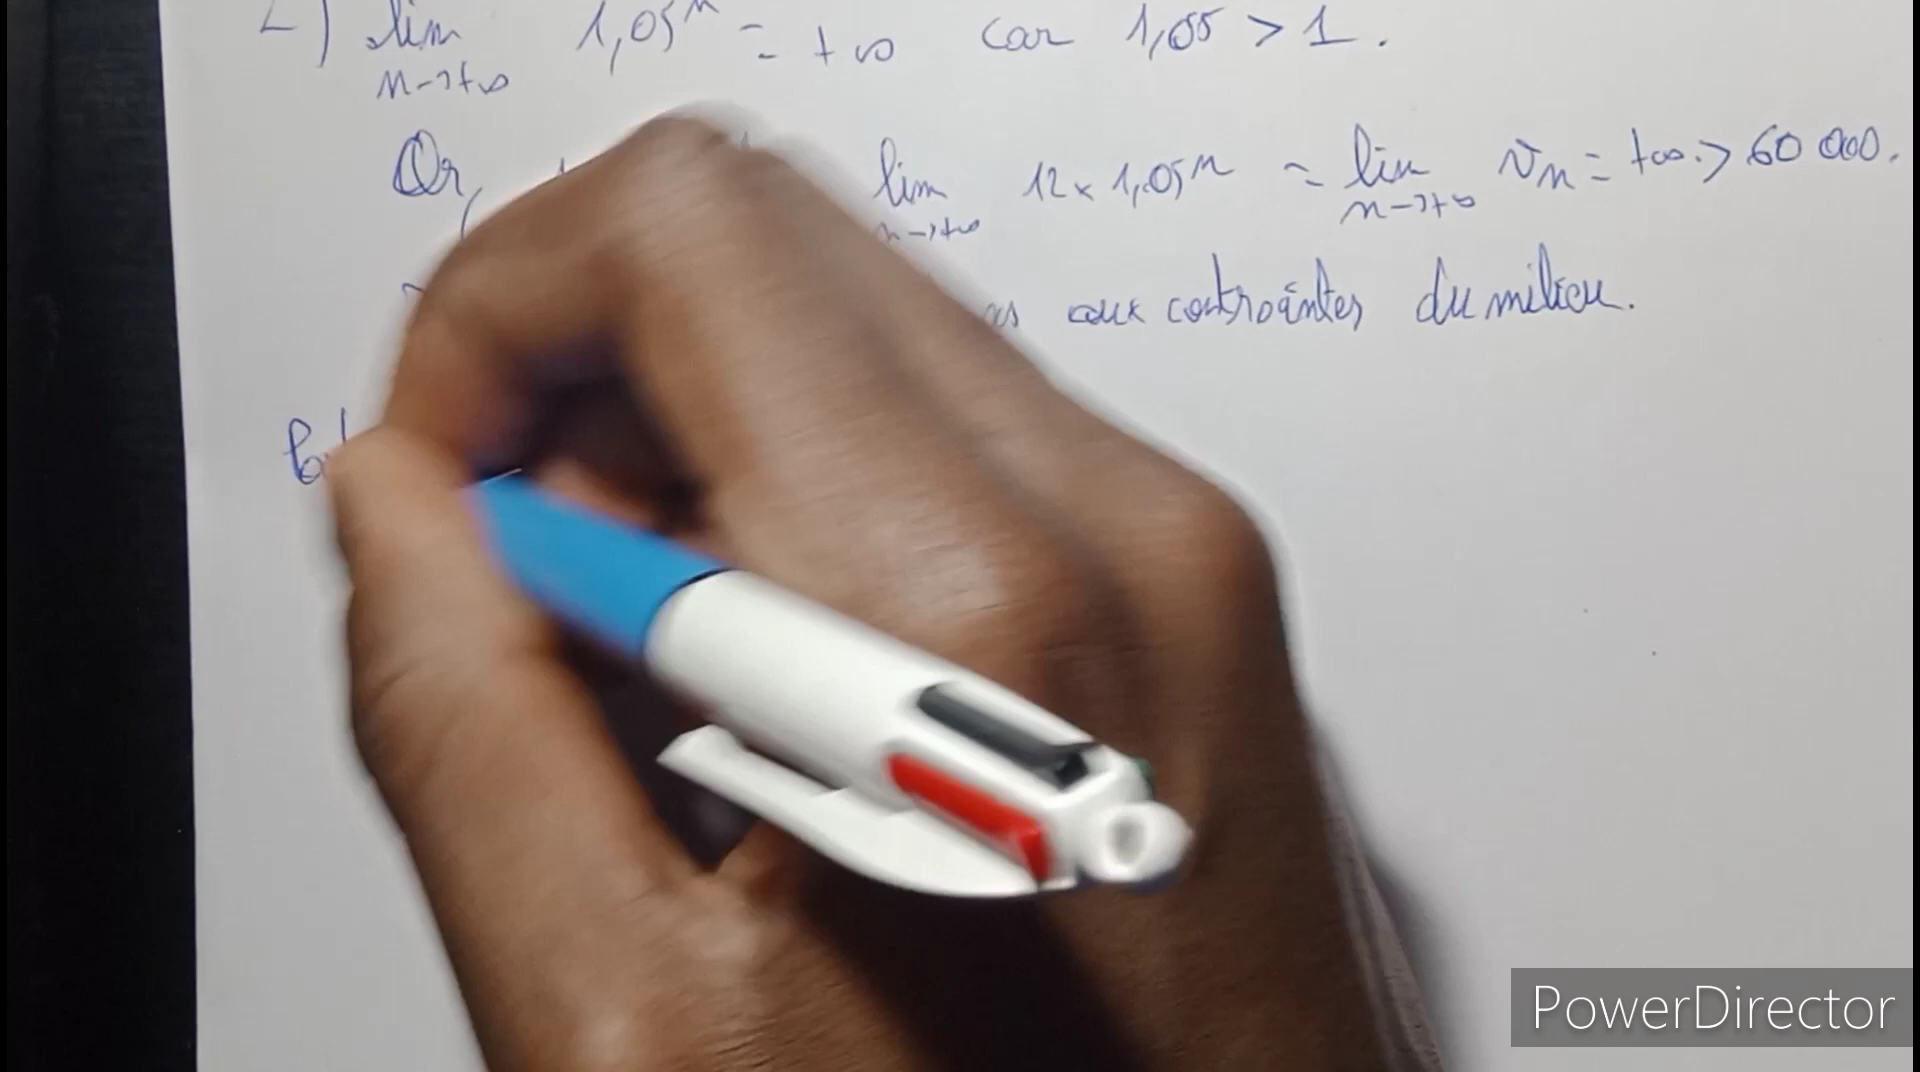 2) lim 1,05ⁿ = +∞ car 1,05 > 1.
n→+∞
Or, lim 12 × 1,05ⁿ = lim vn = +∞ > 60 000.
n→+∞ n→+∞
aux contraintes du milieu.
PowerDirector